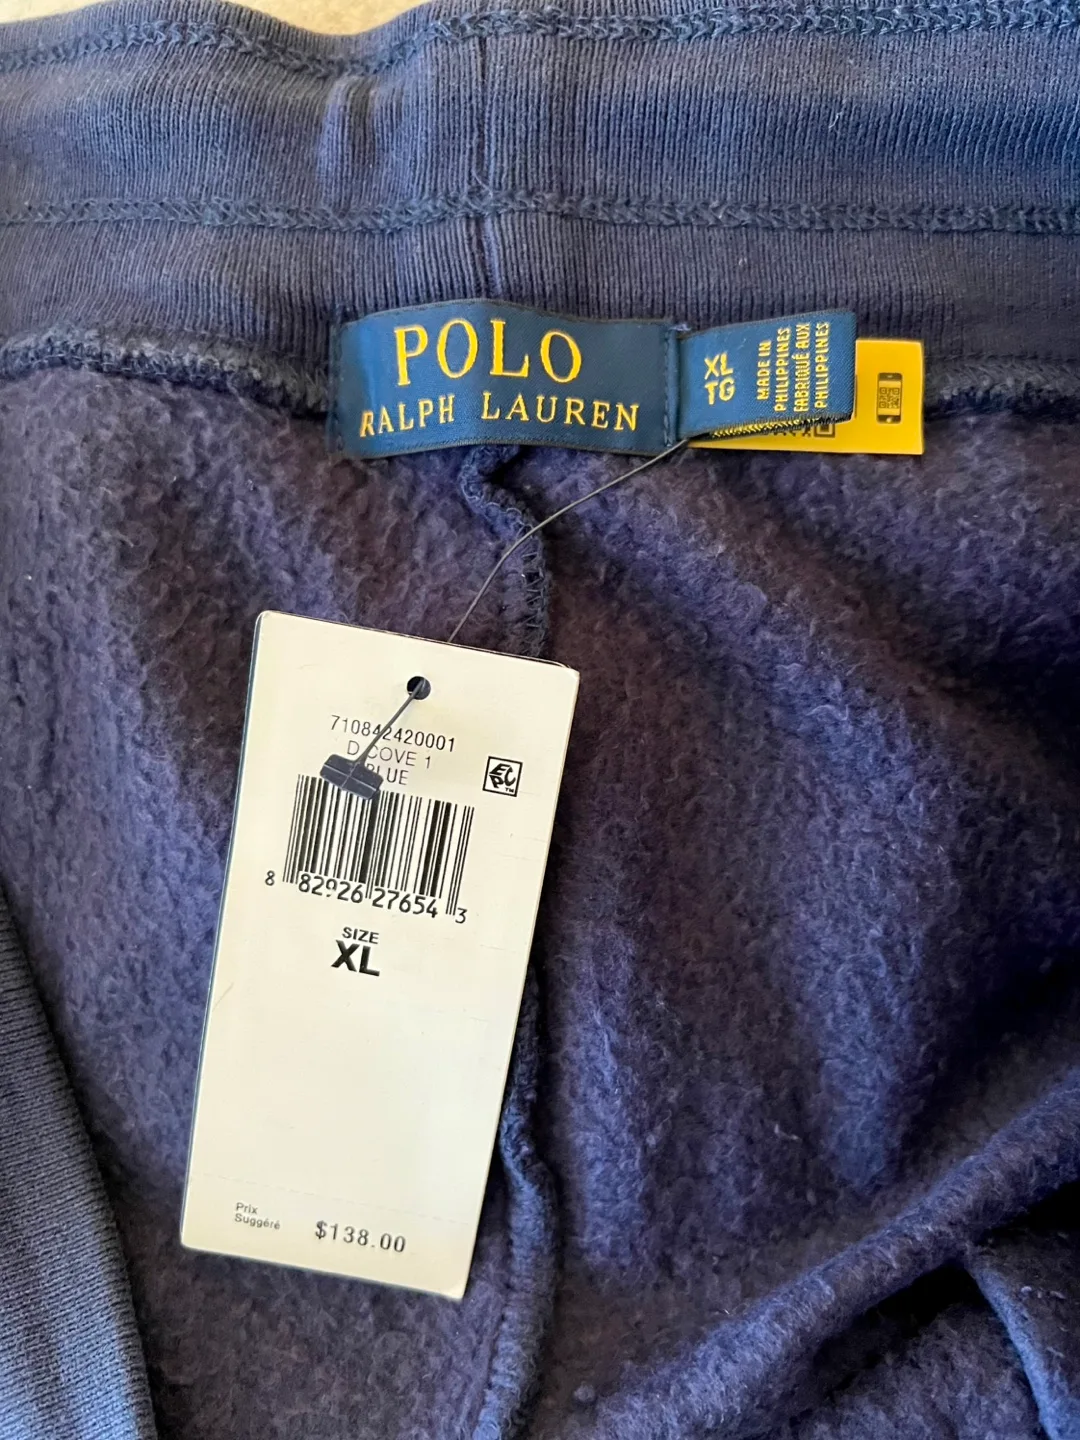 POLO
RALPH LAUREN
XL
TG
MADE IN
PHILIPPINES
FABRIQUÉ AUX
PHILIPPINES
710842420001
COVE 1
BLUE
8 82926 27654 3
SIZE
XL
Prix
Suggéré
$138.00